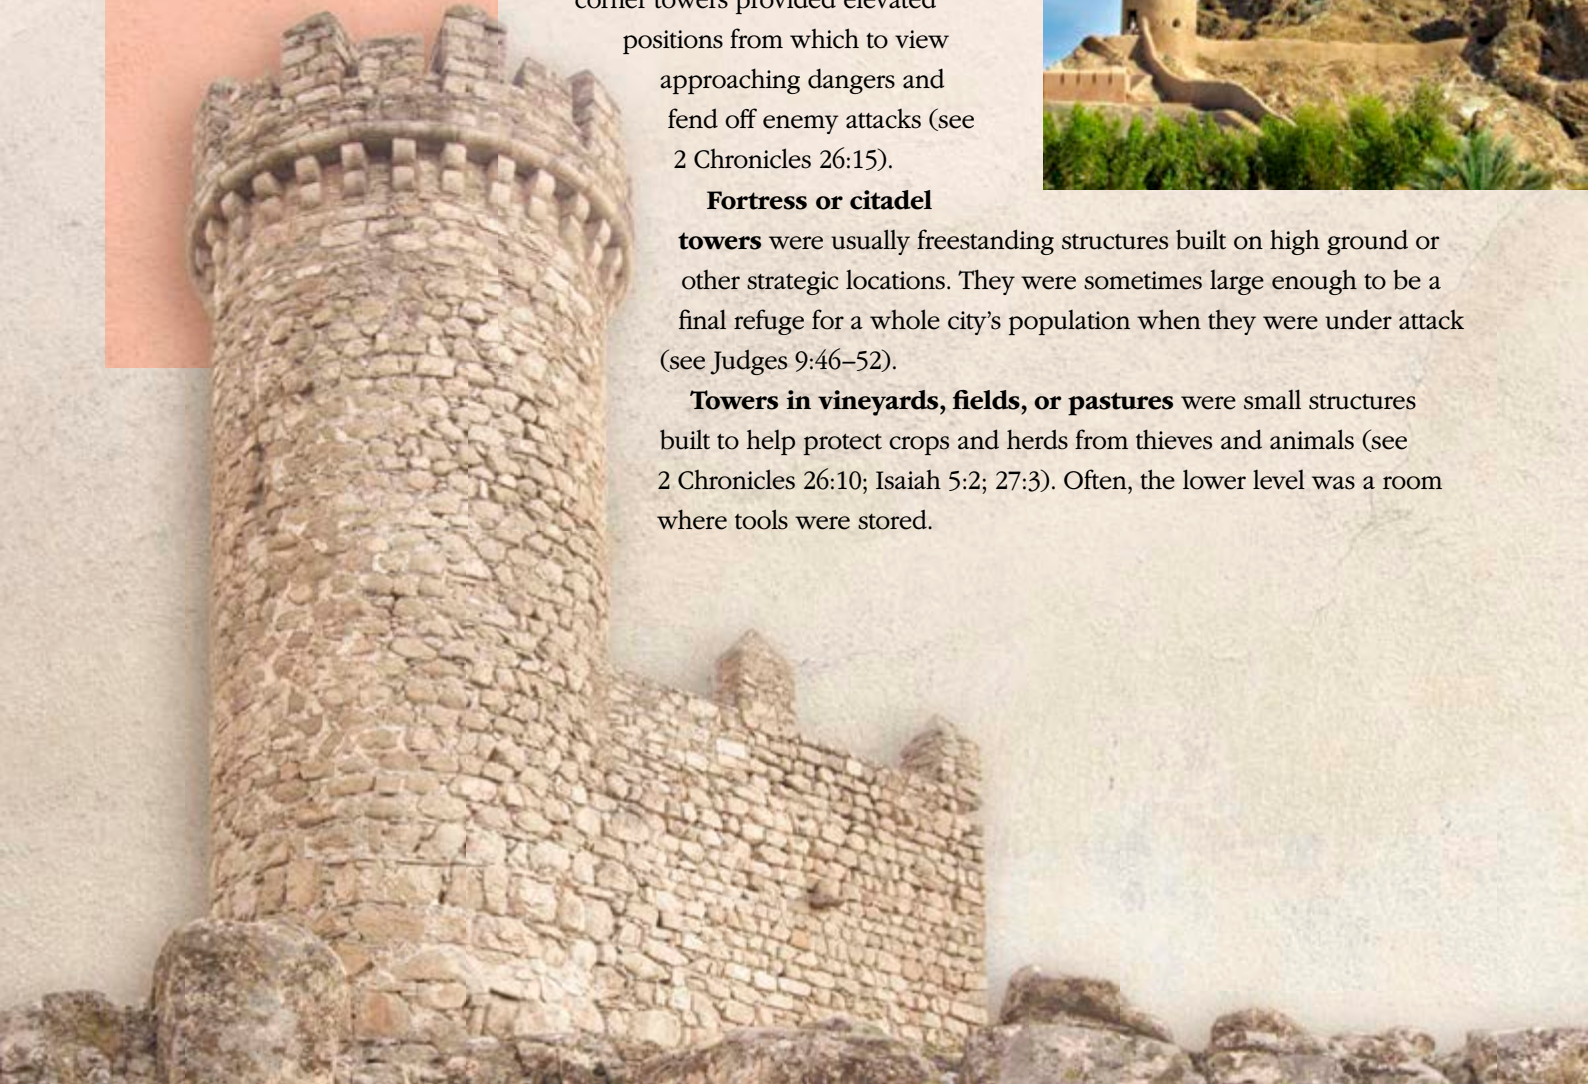 corner towers provided elevated
positions from which to view
approaching dangers and
fend off enemy attacks (see
2 Chronicles 26:15).
Fortress or citadel
towers were usually freestanding structures built on high ground or
other strategic locations. They were sometimes large enough to be a
final refuge for a whole city’s population when they were under attack
(see Judges 9:46–52).
Towers in vineyards, fields, or pastures were small structures
built to help protect crops and herds from thieves and animals (see
2 Chronicles 26:10; Isaiah 5:2; 27:3). Often, the lower level was a room
where tools were stored.